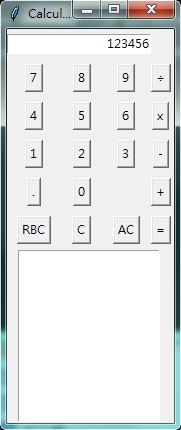 Calcul...
123456
7 8 9 ÷
4 5 6 x
1 2 3 -
. 0 +
RBC C AC =